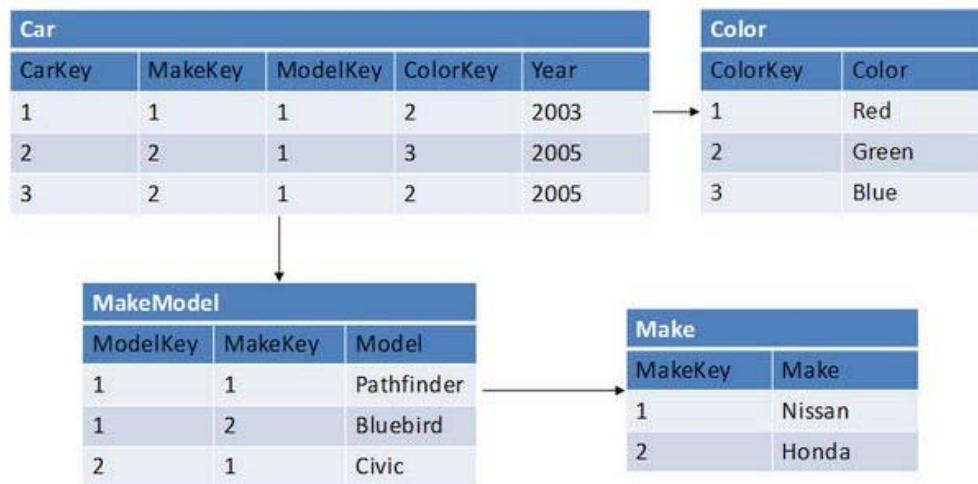 Car
CarKey MakeKey ModelKey ColorKey Year
1 1 1 2 2003
2 2 1 3 2005
3 2 1 2 2005
Color
ColorKey Color
1 Red
2 Green
3 Blue
MakeModel
ModelKey MakeKey Model
1 1 Pathfinder
1 2 Bluebird
2 1 Civic
Make
MakeKey Make
1 Nissan
2 Honda